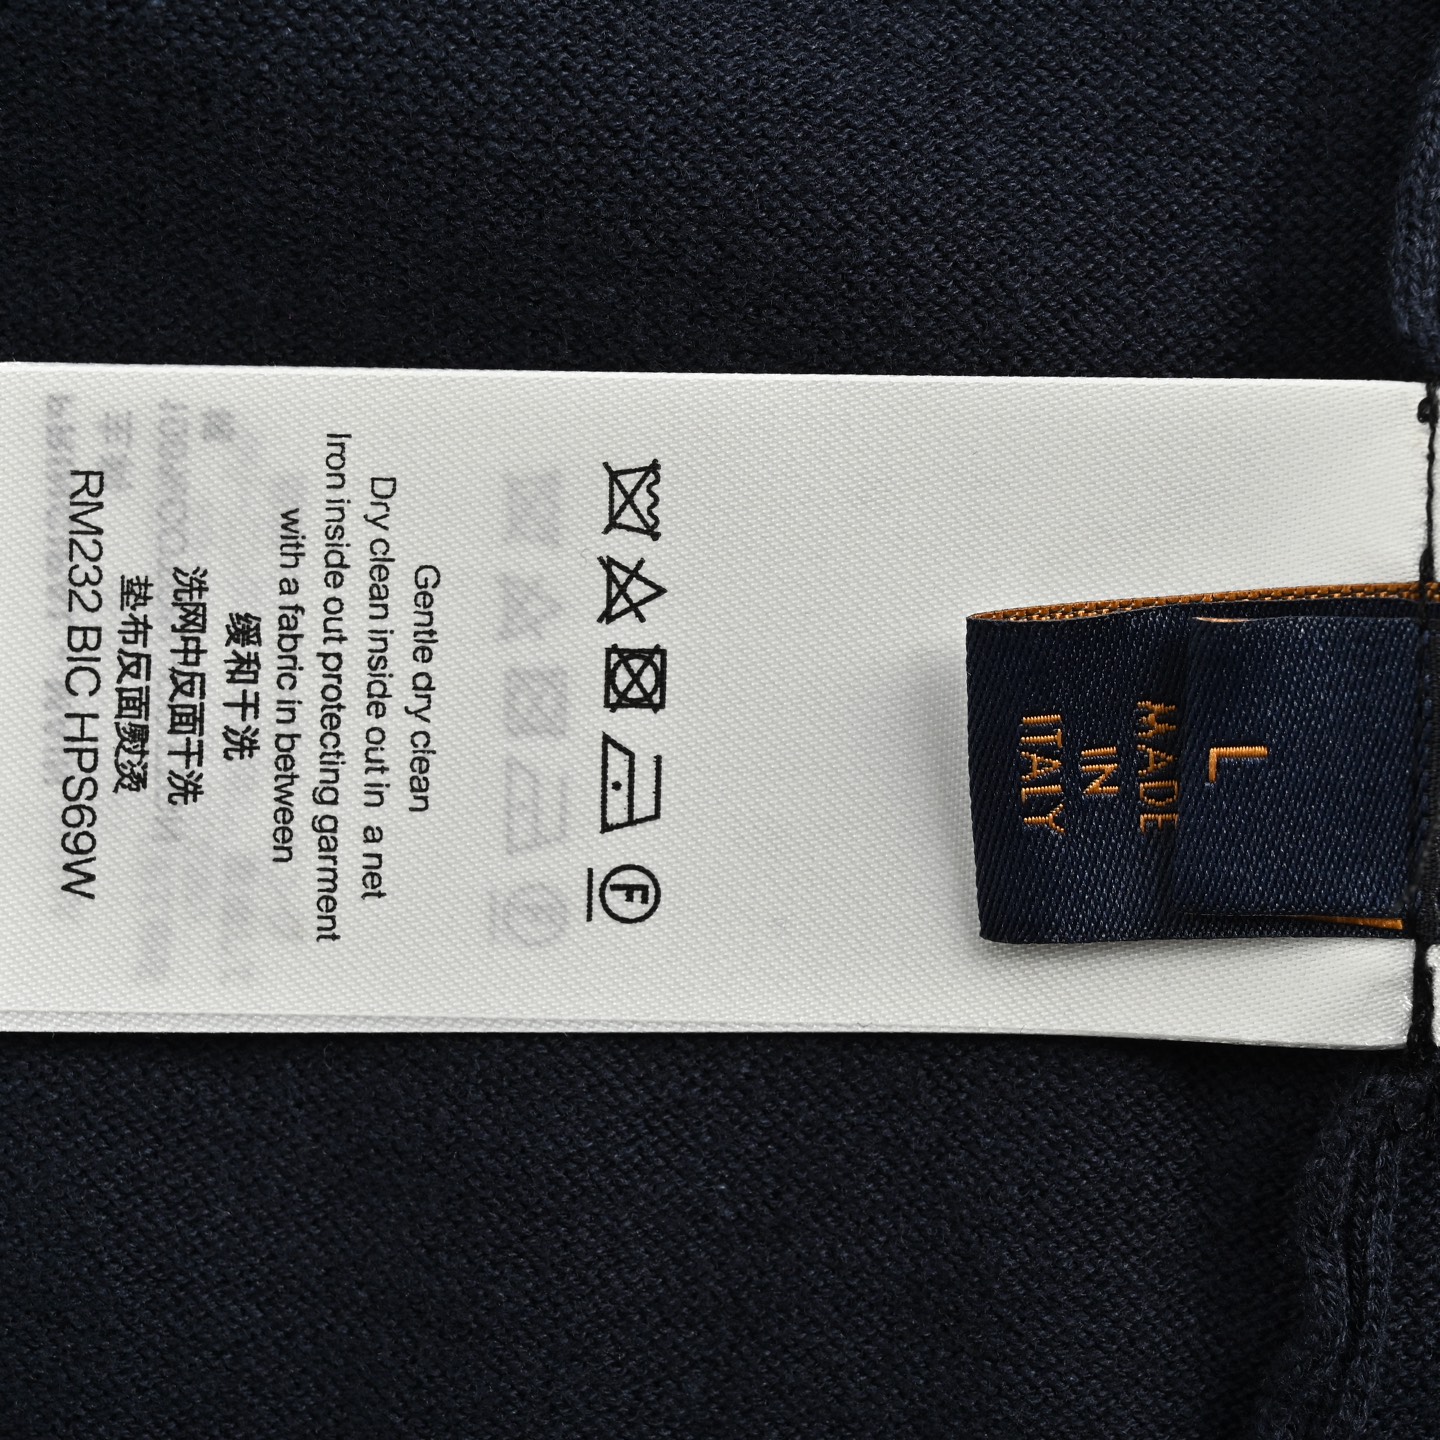 L
MADE
IN
ITALY
F
Gentle dry clean
Dry clean inside out in a net
Iron inside out protecting garment
with a fabric in between
缓和干洗
洗网中反面干洗
垫布反面熨烫
RM232 BIC HPS69W